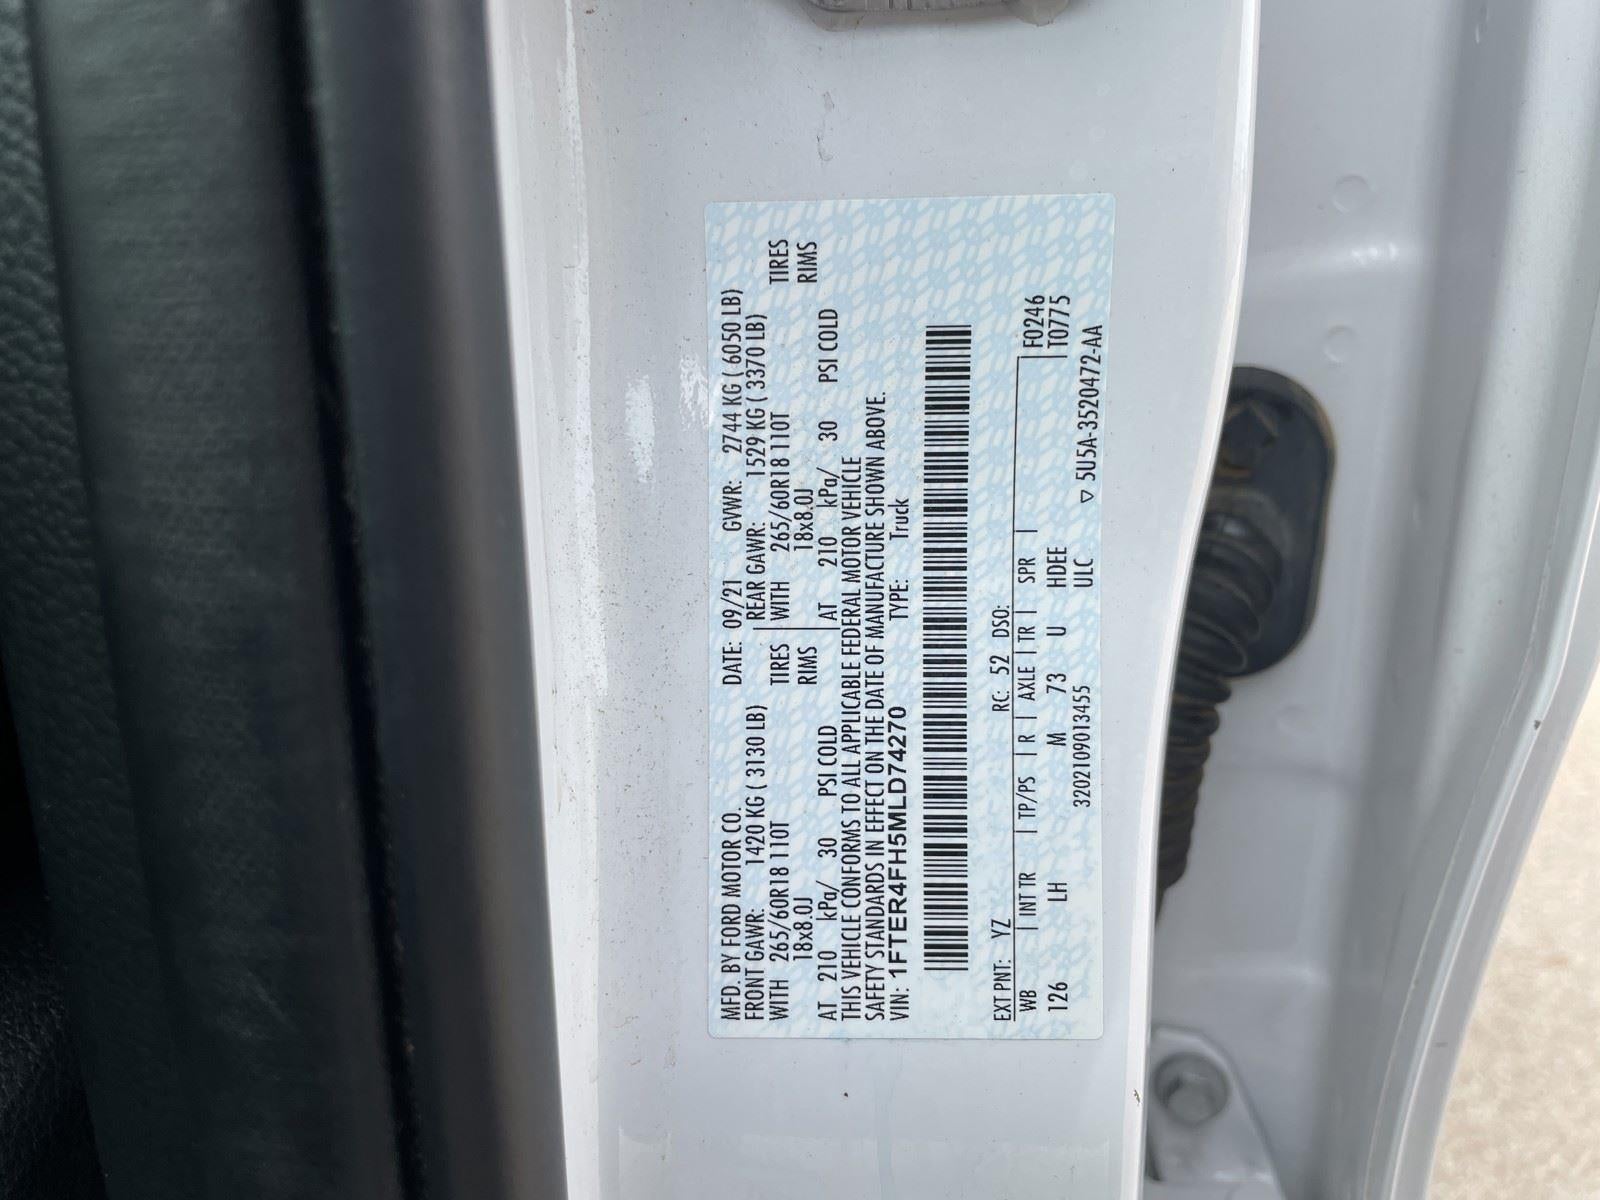 MFD. BY FORD MOTOR CO. DATE: 09/21 GVWR: 2744 KG ( 6050 LB)
FRONT GAWR: 1420 KG ( 3130 LB) REAR GAWR: 1529 KG ( 3370 LB)
WITH 265/60R18 110T TIRES WITH 265/60R18 110T TIRES
18x8.0J RIMS 18x8.0J RIMS
AT 210 kPa/ 30 PSI COLD AT 210 kPa/ 30 PSI COLD
THIS VEHICLE CONFORMS TO ALL APPLICABLE FEDERAL MOTOR VEHICLE
SAFETY STANDARDS IN EFFECT ON THE DATE OF MANUFACTURE SHOWN ABOVE.
VIN: 1FTER4FH5MLD74270 TYPE: Truck
EXT PNT: YZ RC: 52 DSO:
WB | INT TR | TP/PS | R | AXLE | TR | SPR | F0246
126 LH M 73 U HDEE T0775
3202109013455 ULC
▽ 5U5A-3520472-AA